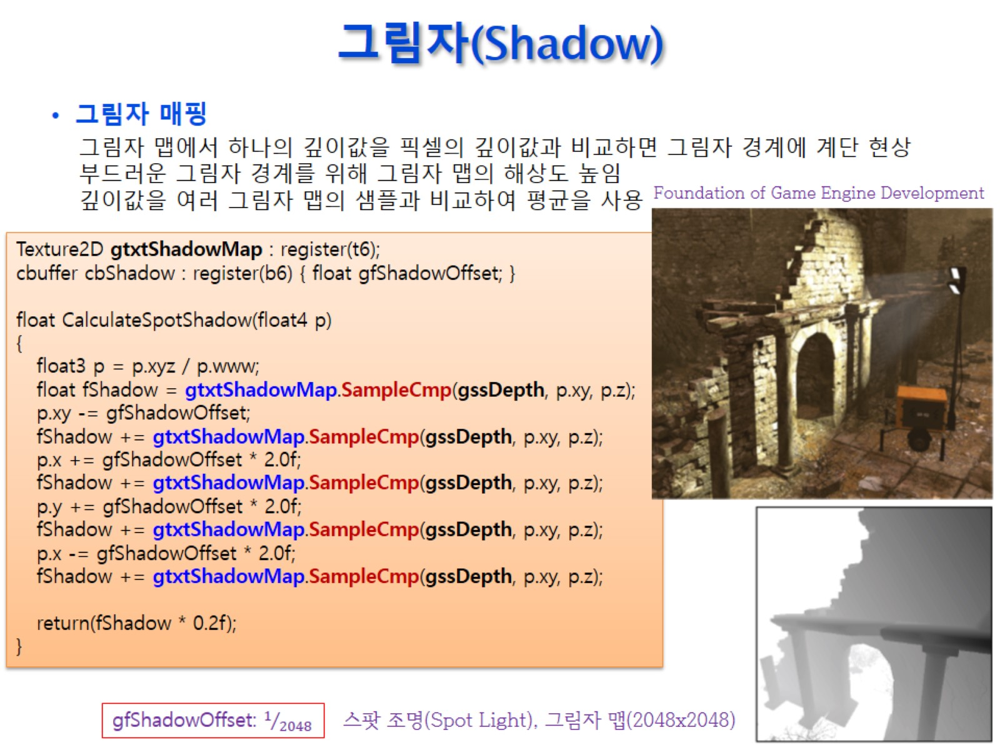 그림자(Shadow)
• 그림자 매핑
그림자 맵에서 하나의 깊이값을 픽셀의 깊이값과 비교하면 그림자 경계에 계단 현상
부드러운 그림자 경계를 위해 그림자 맵의 해상도 높임
깊이값을 여러 그림자 맵의 샘플과 비교하여 평균을 사용
Foundation of Game Engine Development
Texture2D gtxtShadowMap : register(t6);
cbuffer cbShadow : register(b6) { float gfShadowOffset; }
float CalculateSpotShadow(float4 p)
{
float3 p = p.xyz / p.www;
float fShadow = gtxtShadowMap.SampleCmp(gssDepth, p.xy, p.z);
p.xy -= gfShadowOffset;
fShadow += gtxtShadowMap.SampleCmp(gssDepth, p.xy, p.z);
p.x += gfShadowOffset * 2.0f;
fShadow += gtxtShadowMap.SampleCmp(gssDepth, p.xy, p.z);
p.y += gfShadowOffset * 2.0f;
fShadow += gtxtShadowMap.SampleCmp(gssDepth, p.xy, p.z);
p.x -= gfShadowOffset * 2.0f;
fShadow += gtxtShadowMap.SampleCmp(gssDepth, p.xy, p.z);
return(fShadow * 0.2f);
}
gfShadowOffset: 1/2048
스팟 조명(Spot Light), 그림자 맵(2048x2048)